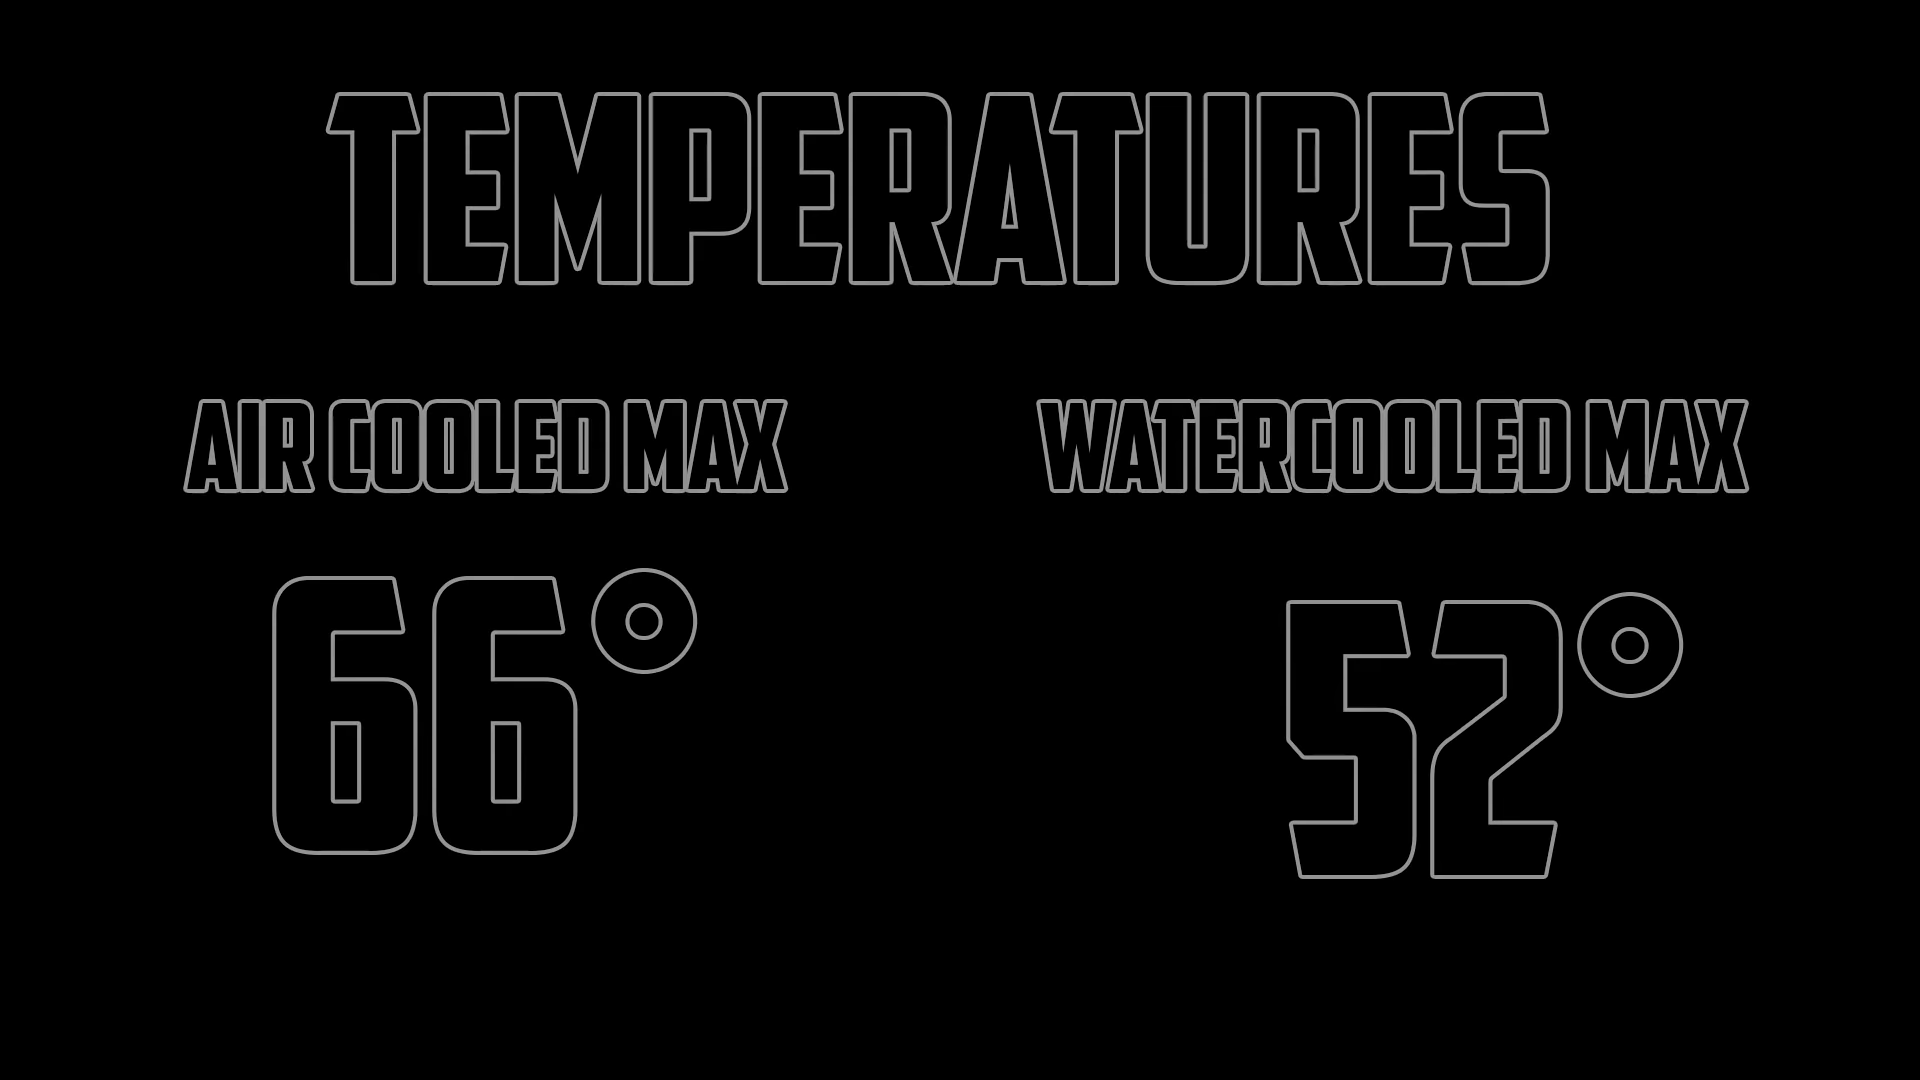 TEMPERATURES
AIR COOLED MAX
WATERCOOLED MAX
66°
52°